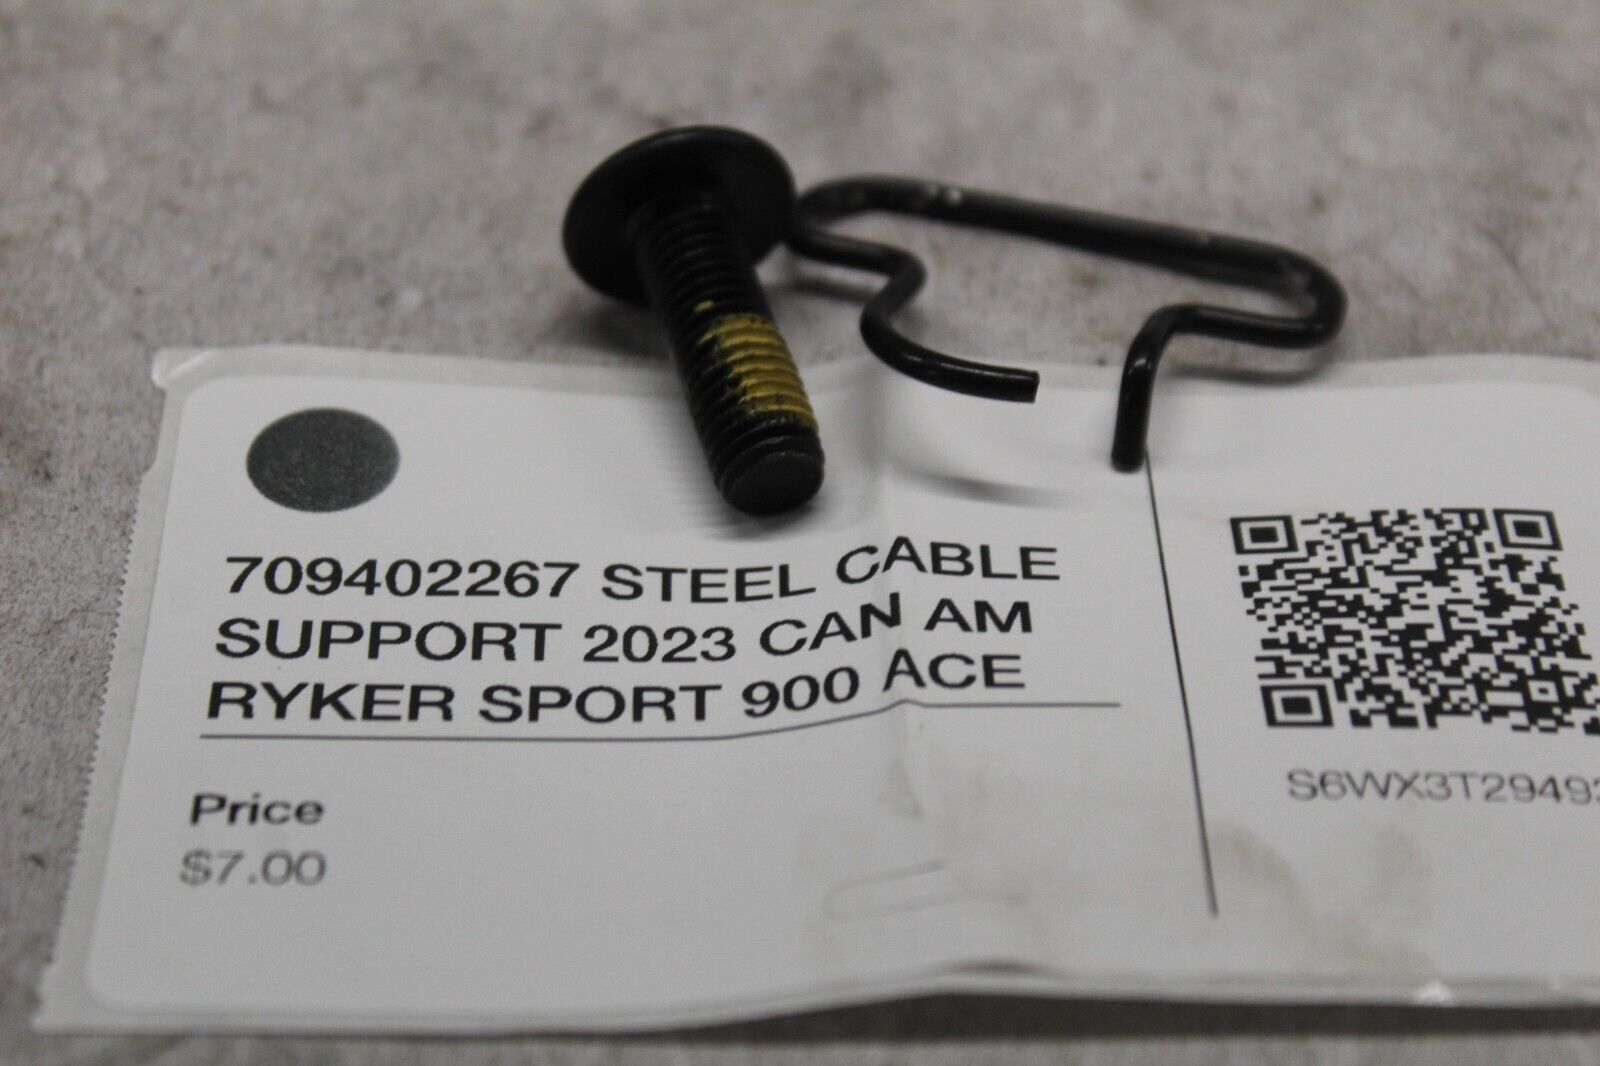 709402267 STEEL CABLE
SUPPORT 2023 CAN AM
RYKER SPORT 900 ACE
Price
$7.00